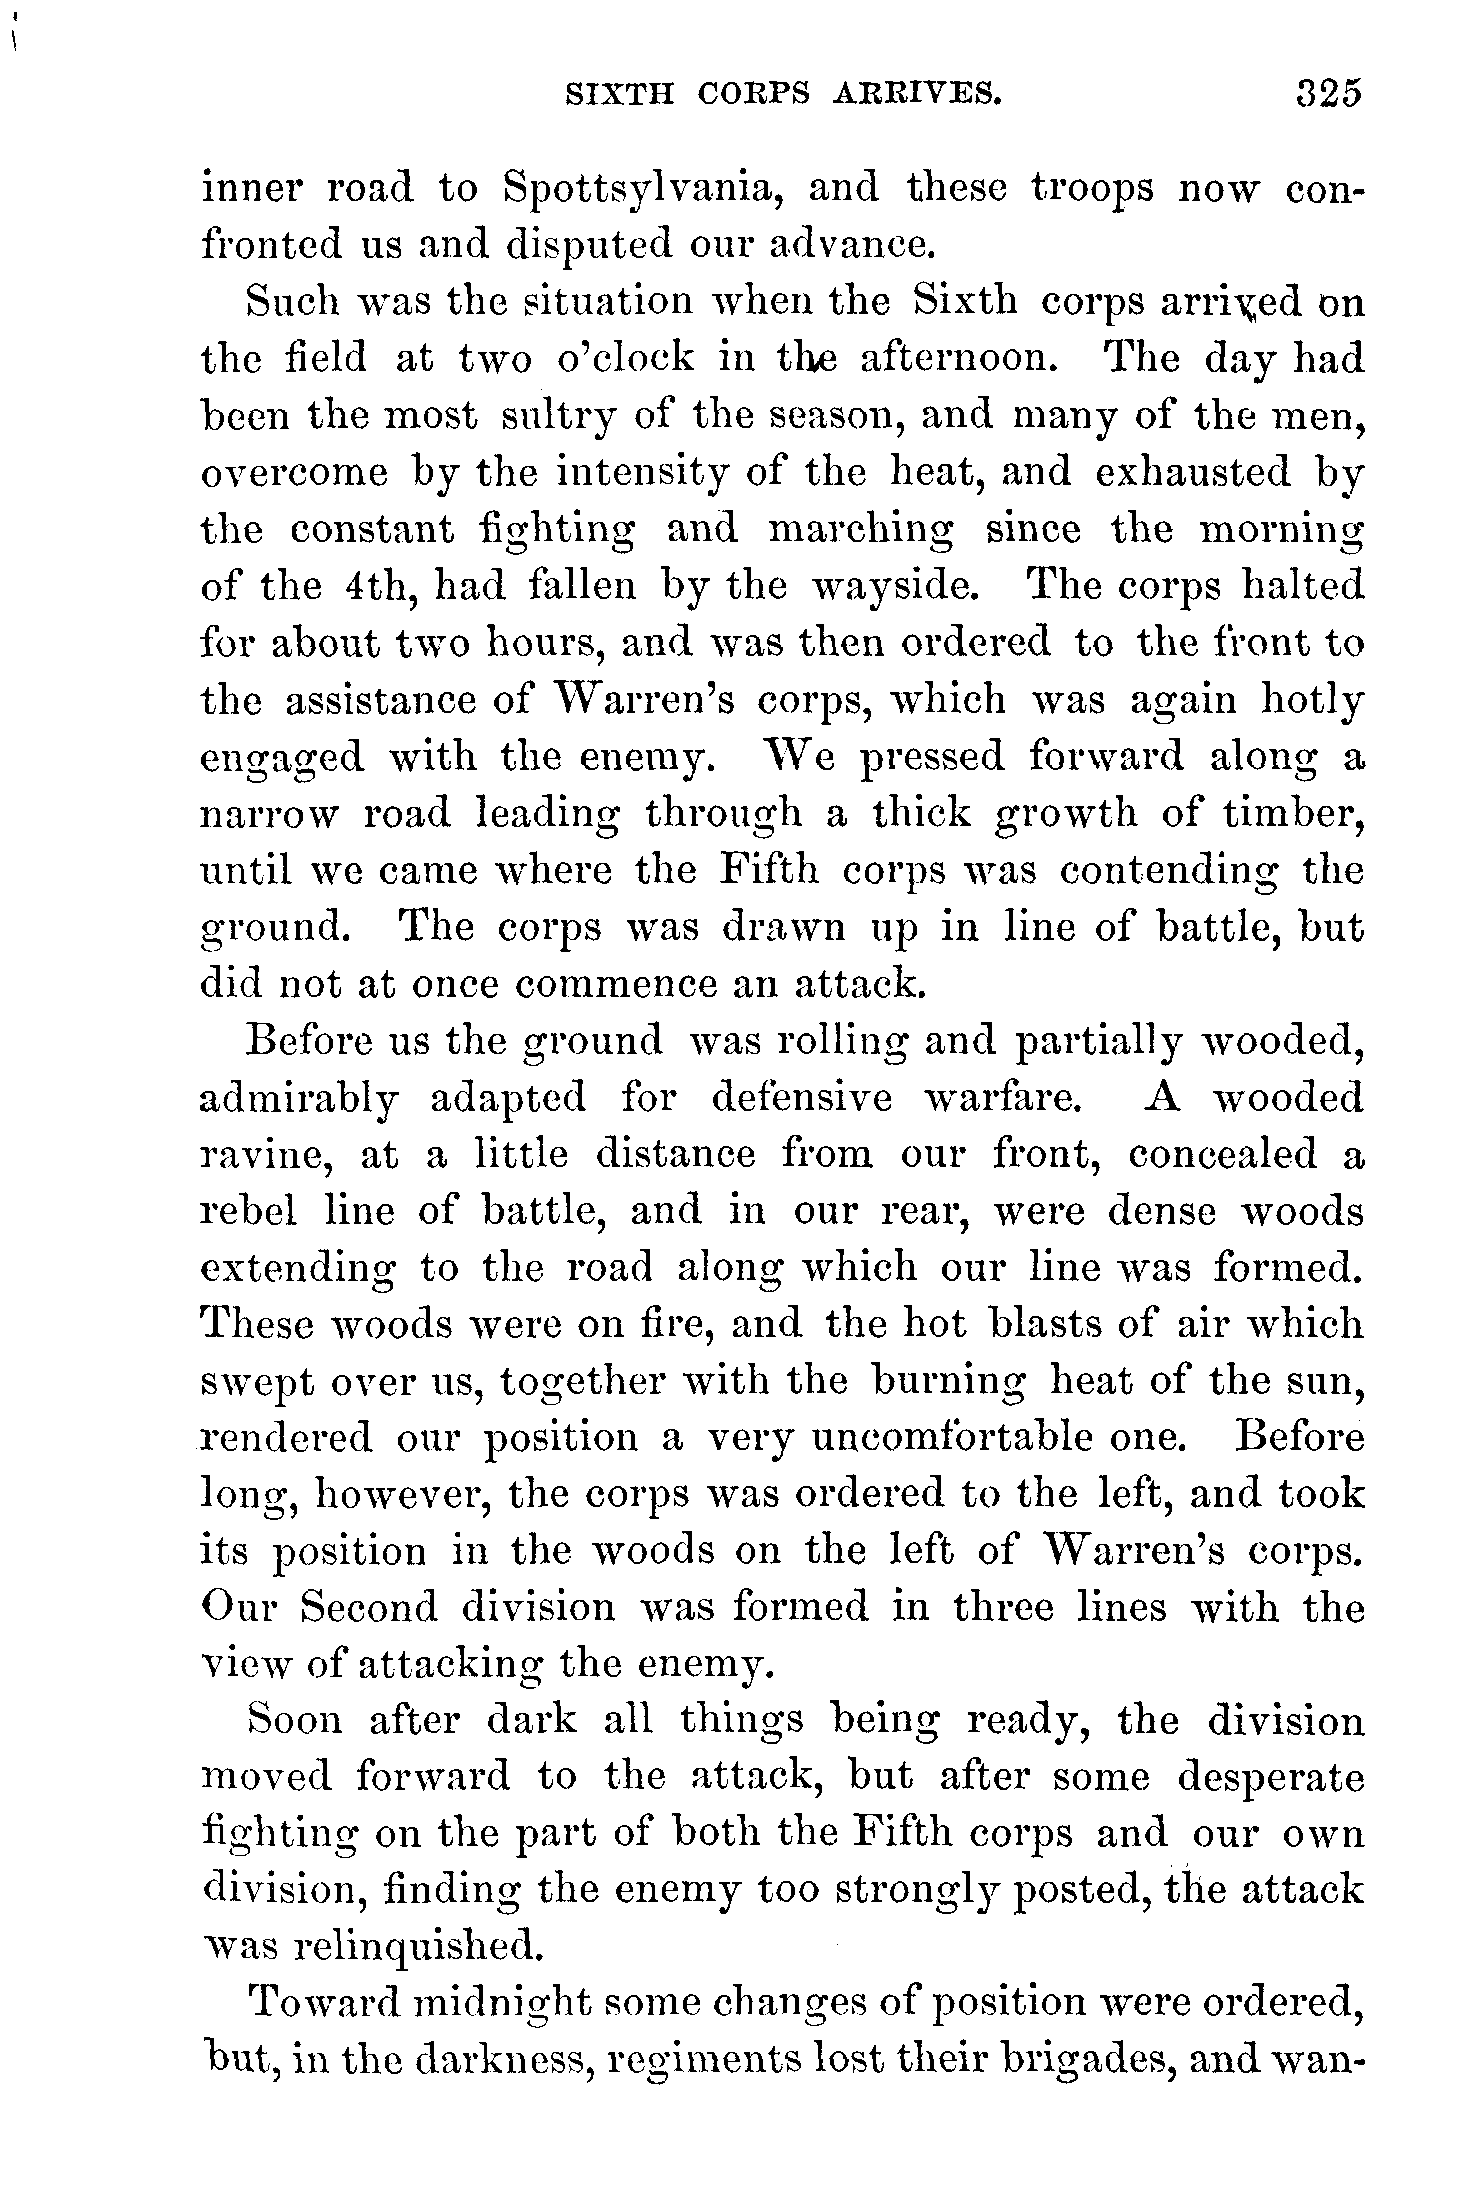 SIXTH CORPS ARRIVES. 325
inner road to Spottsylvania, and these troops now con-
fronted us and disputed our advance.
Such was the situation when the Sixth corps arrived on
the field at two o'clock in the afternoon. The day had
been the most sultry of the season, and many of the men,
overcome by the intensity of the heat, and exhausted by
the constant fighting and marching since the morning
of the 4th, had fallen by the wayside. The corps halted
for about two hours, and was then ordered to the front to
the assistance of Warren's corps, which was again hotly
engaged with the enemy. We pressed forward along a
narrow road leading through a thick growth of timber,
until we came where the Fifth corps was contending the
ground. The corps was drawn up in line of battle, but
did not at once commence an attack.
Before us the ground was rolling and partially wooded,
admirably adapted for defensive warfare. A wooded
ravine, at a little distance from our front, concealed a
rebel line of battle, and in our rear, were dense woods
extending to the road along which our line was formed.
These woods were on fire, and the hot blasts of air which
swept over us, together with the burning heat of the sun,
rendered our position a very uncomfortable one. Before
long, however, the corps was ordered to the left, and took
its position in the woods on the left of Warren's corps.
Our Second division was formed in three lines with the
view of attacking the enemy.
Soon after dark all things being ready, the division
moved forward to the attack, but after some desperate
fighting on the part of both the Fifth corps and our own
division, finding the enemy too strongly posted, the attack
was relinquished.
Toward midnight some changes of position were ordered,
but, in the darkness, regiments lost their brigades, and wan-